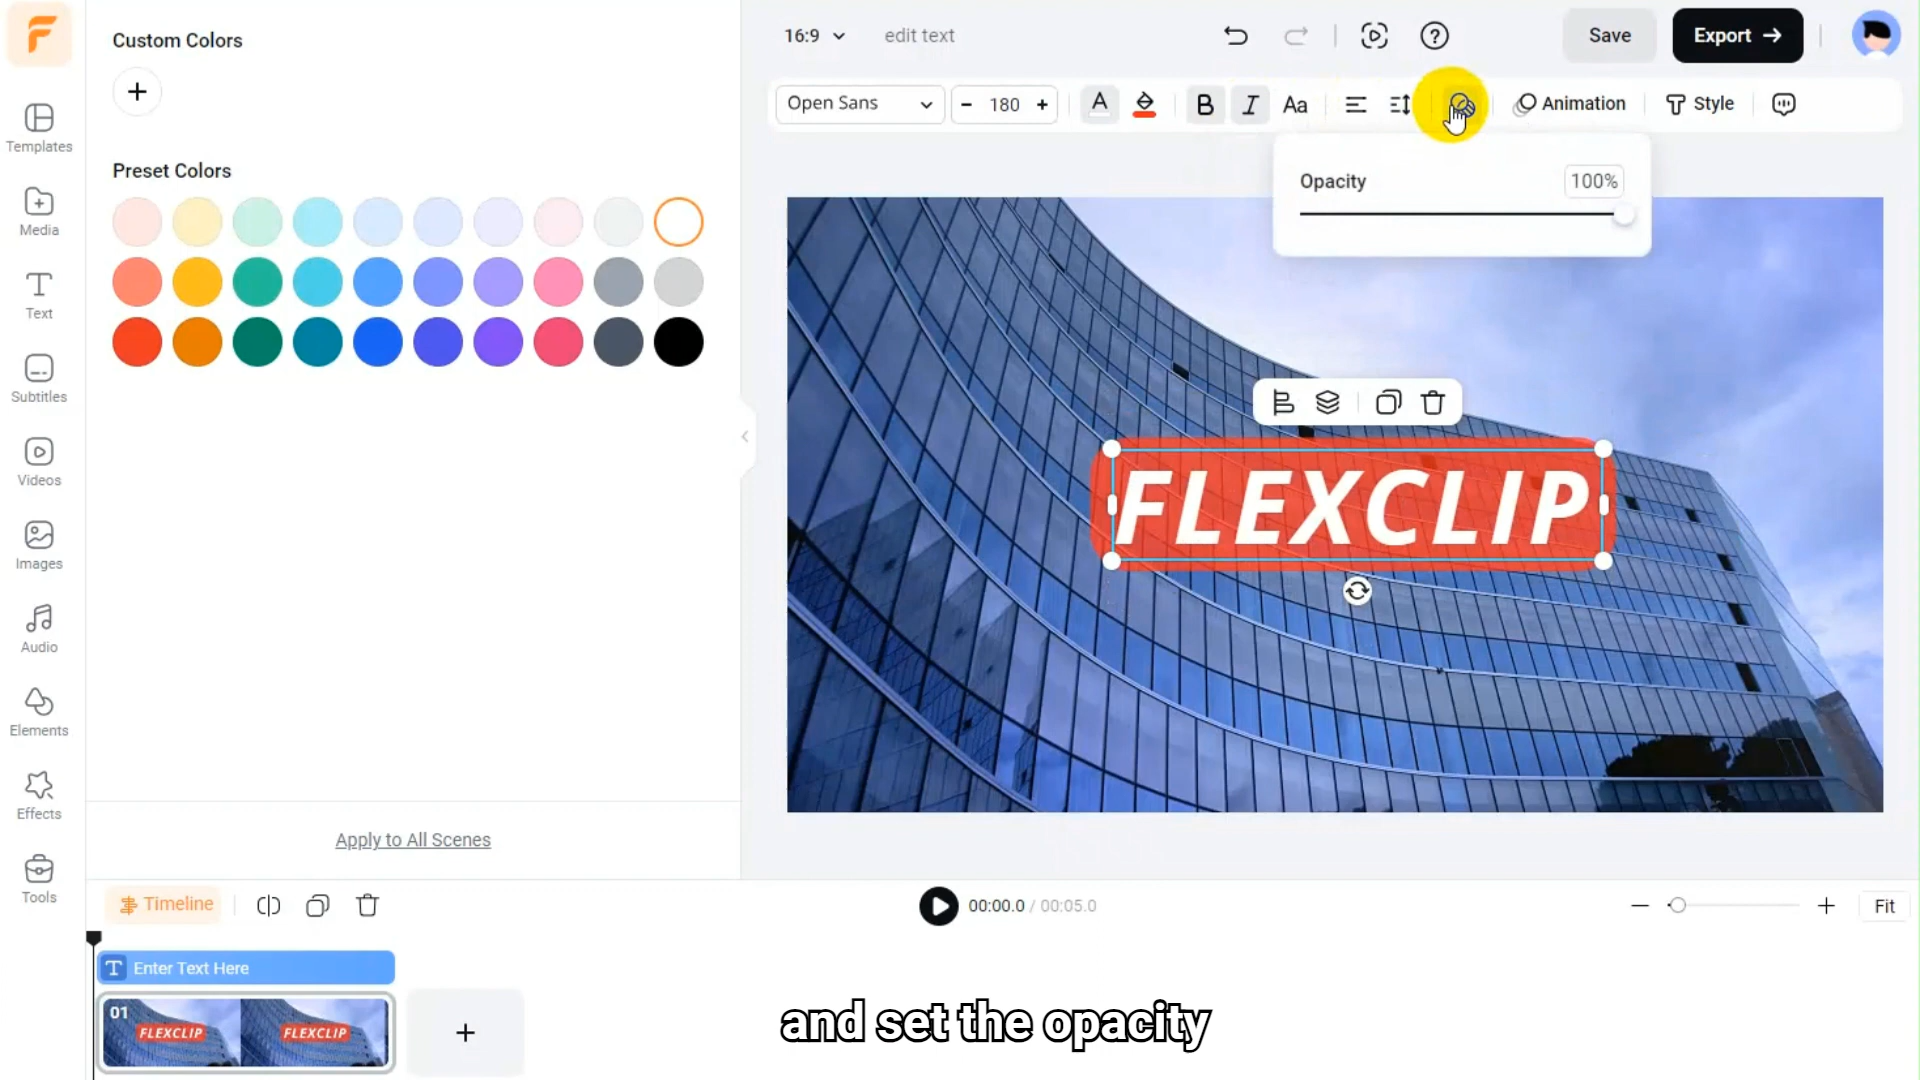 Custom Colors
Preset Colors
Templates
Media
Text
Subtitles
Videos
Images
Audio
Elements
Effects
Tools
Apply to All Scenes
16:9
edit text
Save
Export
Open Sans
- 180 +
A
B I Aa
Animation
Style
Opacity
100%
FLEXCLIP
Timeline
00:00.0 / 00:05.0
Fit
T Enter Text Here
01
FLEXCLIP
FLEXCLIP
and set the opacity